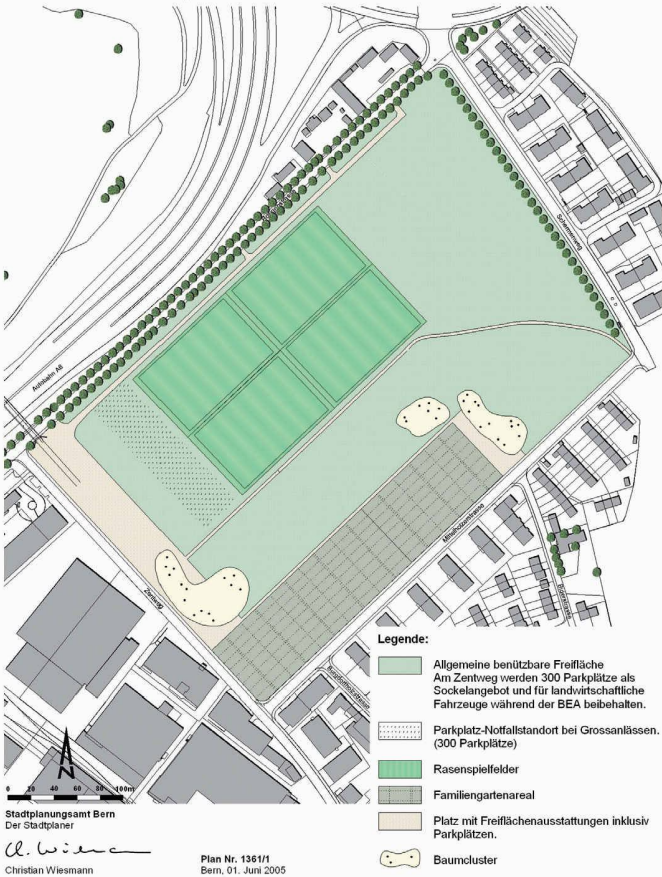 Autobahn A6
Schermenweg
Mingerstrasse
Zentweg
Legende:
Allgemeine benützbare Freifläche
Am Zentweg werden 300 Parkplätze als
Sockelangebot und für landwirtschaftliche
Fahrzeuge während der BEA beibehalten.
Parkplatz-Notfallstandort bei Grossanlässen.
(300 Parkplätze)
Rasenspielfelder
Familiengartenareal
Platz mit Freiflächenausstattungen inklusiv
Parkplätzen.
Baumcluster
N
0 20 40 60 80 100m
Stadtplanungsamt Bern
Der Stadtplaner
Christian Wiesmann
Plan Nr. 1361/1
Bern, 01. Juni 2005